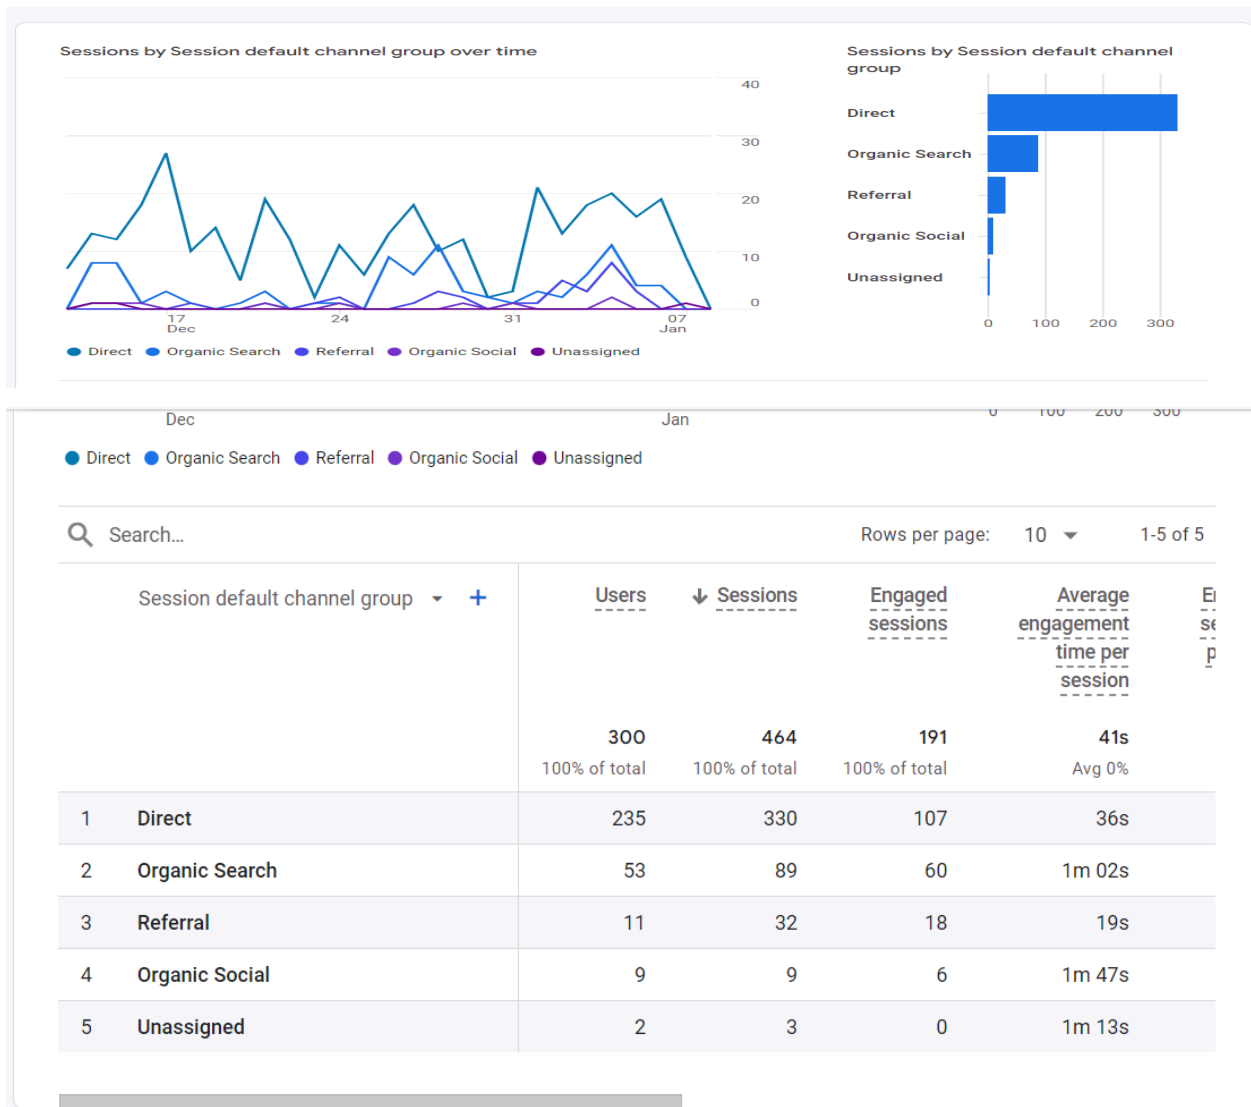 Sessions by Session default channel group over time
40
30
20
10
0
17
Dec
24
31
07
Jan
Direct Organic Search Referral Organic Social Unassigned
Sessions by Session default channel
group
Direct
Organic Search
Referral
Organic Social
Unassigned
0 100 200 300
Dec Jan
0 100 200 300
Direct Organic Search Referral Organic Social Unassigned
Search... Rows per page: 10 1-5 of 5
Session default channel group +
Users
Sessions
Engaged
sessions
Average
engagement
time per
session
300 464 191 41s
100% of total 100% of total 100% of total Avg 0%
1 Direct 235 330 107 36s
2 Organic Search 53 89 60 1m 02s
3 Referral 11 32 18 19s
4 Organic Social 9 9 6 1m 47s
5 Unassigned 2 3 0 1m 13s